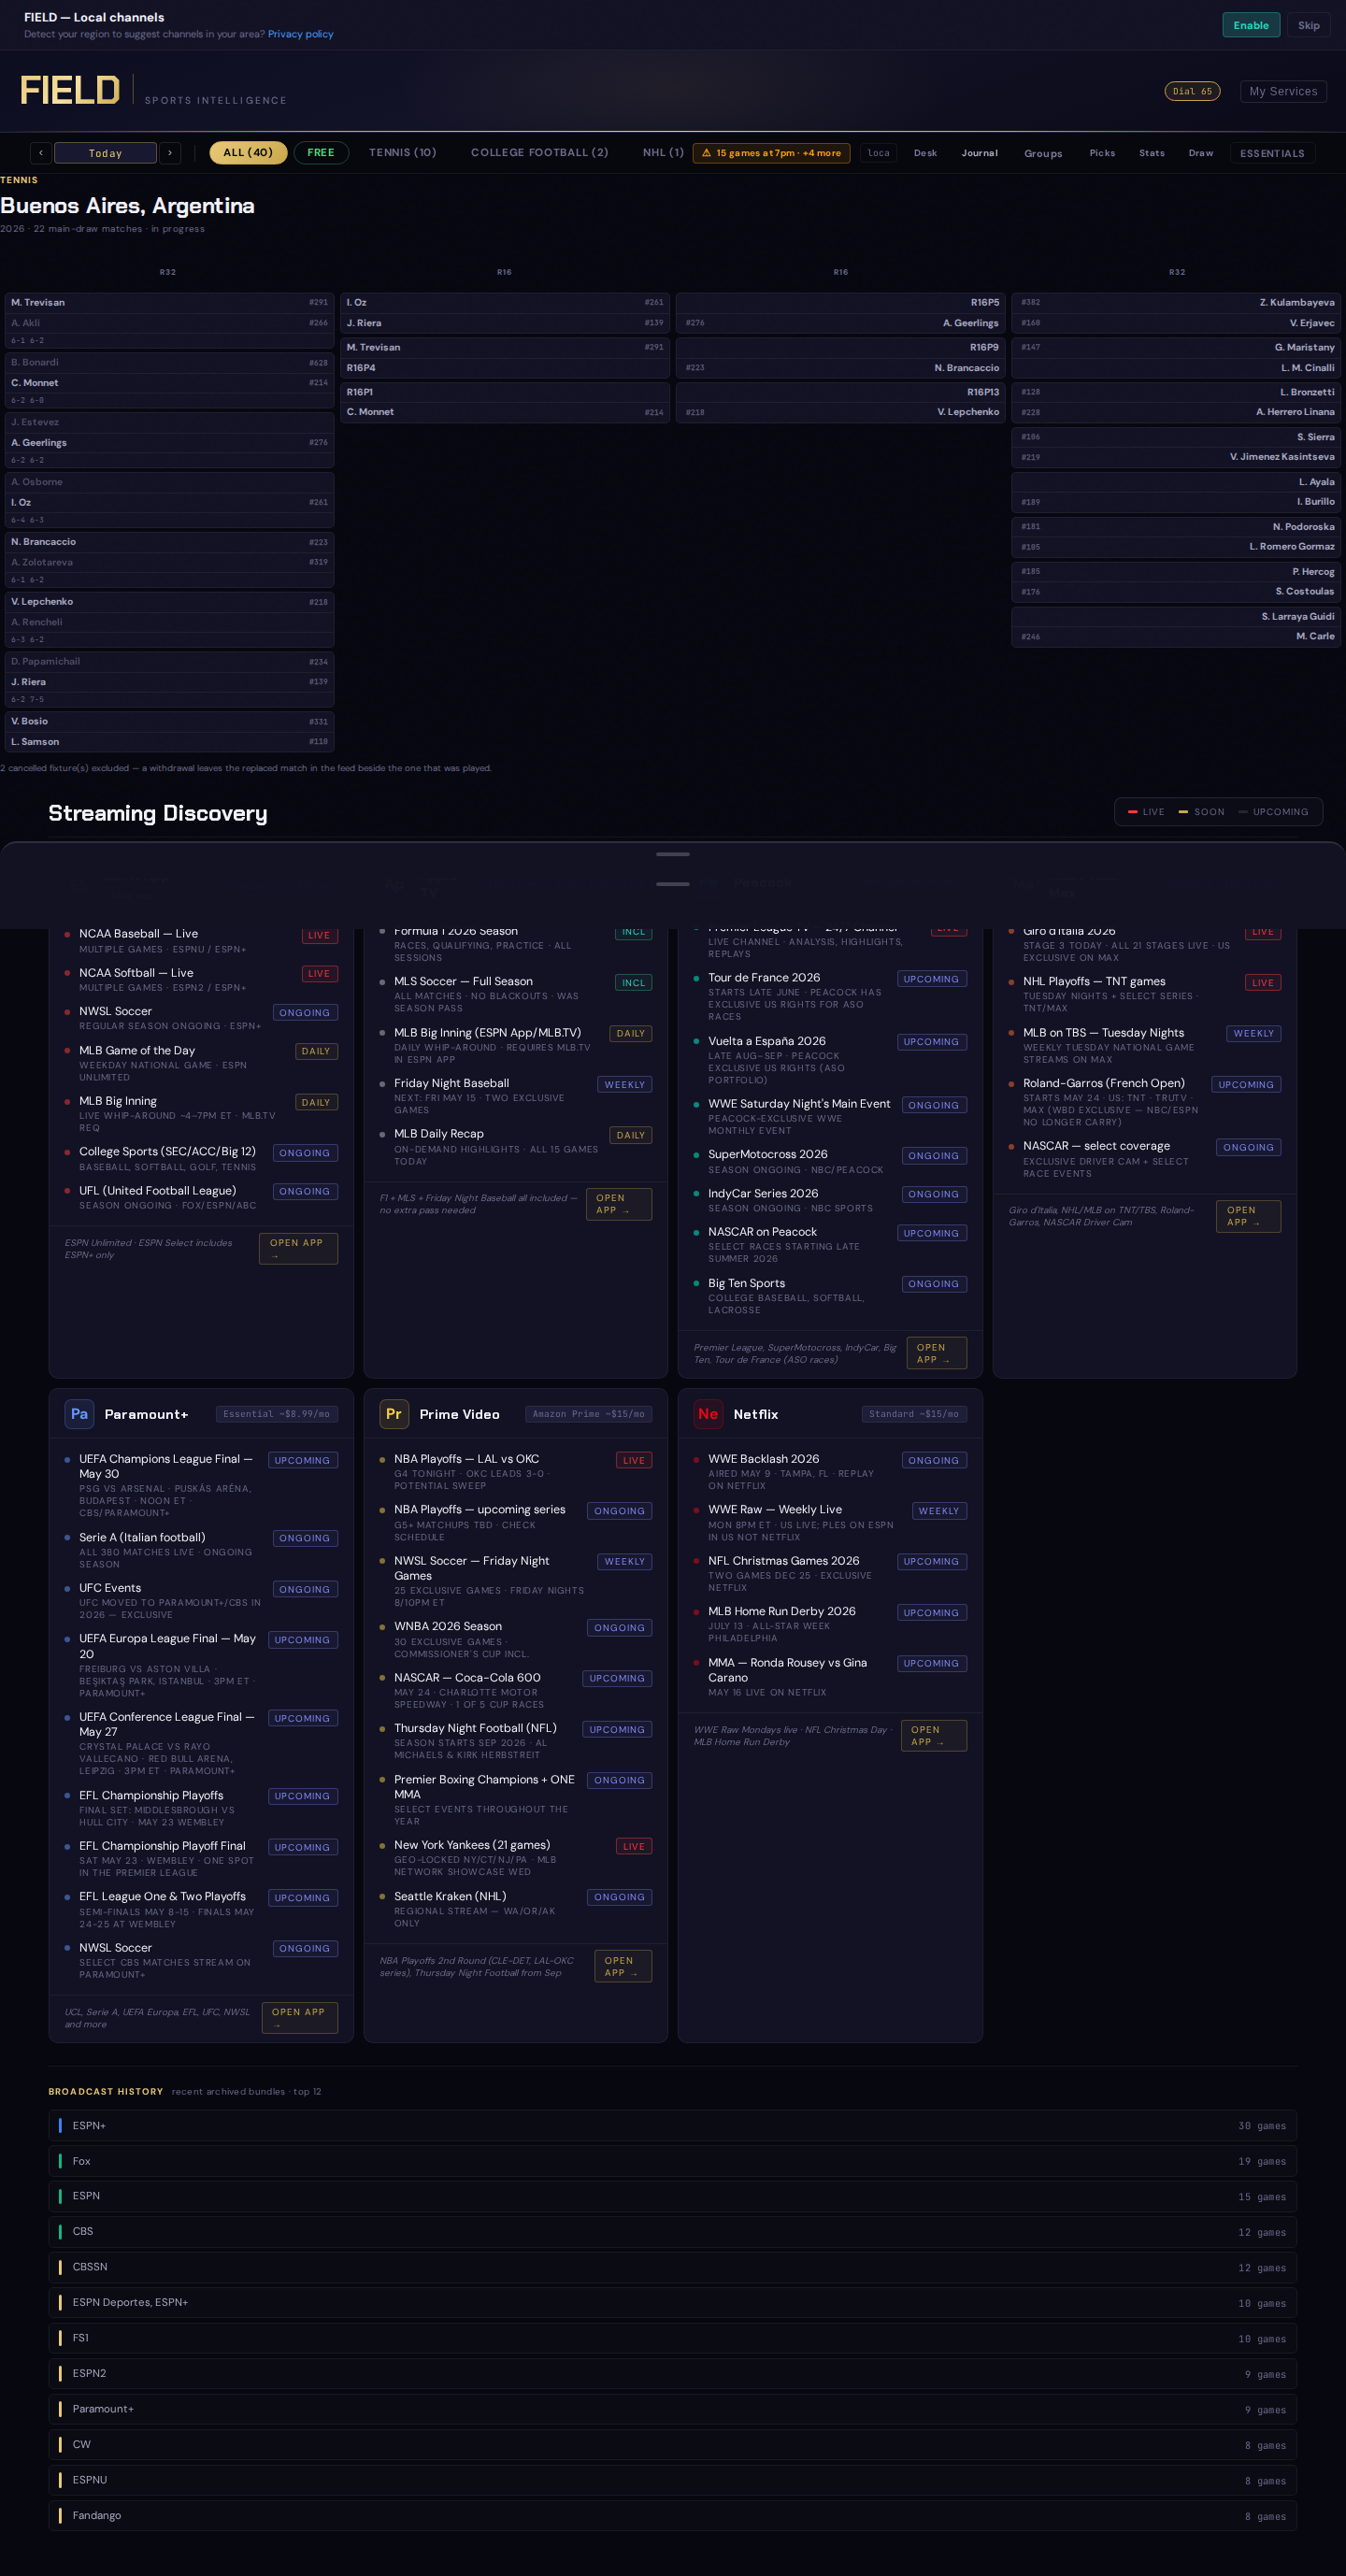 FIELD — Local channels
Detect your region to suggest channels in your area? Privacy policy
Enable
Skip
FIELD
SPORTS INTELLIGENCE
Dial 65
My Services
‹ Today ›
ALL (40)
FREE
TENNIS (10)
COLLEGE FOOTBALL (2)
NHL (1)
⚠ 15 games at 7pm · +4 more
loca
Desk
Journal
Groups
Picks
Stats
Draw
ESSENTIALS
TENNIS
Buenos Aires, Argentina
2026 · 22 main-draw matches · in progress
R32
M. Trevisan #291
A. Akli #266
6-1 6-2
B. Bonardi #628
C. Monnet #214
6-2 6-0
J. Estevez
A. Geerlings #276
6-2 6-2
A. Osborne
I. Oz #261
6-4 6-3
N. Brancaccio #223
A. Zolotareva #319
6-1 6-2
V. Lepchenko #218
A. Rencheli
6-3 6-2
D. Papamichail #234
J. Riera #139
6-2 7-5
V. Bosio #331
L. Samson #110
R16
I. Oz #261
J. Riera #139
M. Trevisan #291
R16P4
R16P1
C. Monnet #214
R16
R16P5
#276 A. Geerlings
R16P9
#223 N. Brancaccio
R16P13
#218 V. Lepchenko
R32
#382 Z. Kulambayeva
#160 V. Erjavec
#147 G. Maristany
L. M. Cinalli
#128 L. Bronzetti
#228 A. Herrero Linana
#106 S. Sierra
#219 V. Jimenez Kasintseva
L. Ayala
#189 I. Burillo
#181 N. Podoroska
#105 L. Romero Gormaz
#185 P. Hercog
#176 S. Costoulas
S. Larraya Guidi
#246 M. Carle
2 cancelled fixture(s) excluded — a withdrawal leaves the replaced match in the feed beside the one that was played.
Streaming Discovery
LIVE
SOON
UPCOMING
NCAA Baseball — Live LIVE
MULTIPLE GAMES · ESPNU / ESPN+
NCAA Softball — Live LIVE
MULTIPLE GAMES · ESPN2 / ESPN+
NWSL Soccer ONGOING
REGULAR SEASON ONGOING · ESPN+
MLB Game of the Day DAILY
WEEKDAY NATIONAL GAME · ESPN
UNLIMITED
MLB Big Inning DAILY
LIVE WHIP-AROUND ~4-7PM ET · MLB.TV
REQ
College Sports (SEC/ACC/Big 12) ONGOING
BASEBALL, SOFTBALL, GOLF, TENNIS
UFL (United Football League) ONGOING
SEASON ONGOING · FOX/ESPN/ABC
ESPN Unlimited · ESPN Select includes
ESPN+ only
OPEN APP
→
TV
Formula 1 2026 Season INCL
RACES, QUALIFYING, PRACTICE · ALL
SESSIONS
MLS Soccer — Full Season INCL
ALL MATCHES · NO BLACKOUTS · WAS
SEASON PASS
MLB Big Inning (ESPN App/MLB.TV) DAILY
DAILY WHIP-AROUND · REQUIRES MLB.TV
IN ESPN APP
Friday Night Baseball WEEKLY
NEXT: FRI MAY 15 · TWO EXCLUSIVE
GAMES
MLB Daily Recap DAILY
ON-DEMAND HIGHLIGHTS · ALL 15 GAMES
TODAY
F1 + MLS + Friday Night Baseball all included —
no extra pass needed
OPEN
APP →
Peacock
Premier League TV — 24/7 Channel LIVE
LIVE CHANNEL · ANALYSIS, HIGHLIGHTS,
REPLAYS
Tour de France 2026 UPCOMING
STARTS LATE JUNE · PEACOCK HAS
EXCLUSIVE US RIGHTS FOR ASO
RACES
Vuelta a España 2026 UPCOMING
LATE AUG–SEP · PEACOCK
EXCLUSIVE US RIGHTS (ASO
PORTFOLIO)
WWE Saturday Night's Main Event ONGOING
PEACOCK-EXCLUSIVE WWE
MONTHLY EVENT
SuperMotocross 2026 ONGOING
SEASON ONGOING · NBC/PEACOCK
IndyCar Series 2026 ONGOING
SEASON ONGOING · NBC SPORTS
NASCAR on Peacock UPCOMING
SELECT RACES STARTING LATE
SUMMER 2026
Big Ten Sports ONGOING
COLLEGE BASEBALL, SOFTBALL,
LACROSSE
Premier League, SuperMotocross, IndyCar, Big
Ten, Tour de France (ASO races)
OPEN
APP →
Max
Giro d'Italia 2026 LIVE
STAGE 3 TODAY · ALL 21 STAGES LIVE · US
EXCLUSIVE ON MAX
NHL Playoffs — TNT games LIVE
TUESDAY NIGHTS + SELECT SERIES ·
TNT/MAX
MLB on TBS — Tuesday Nights WEEKLY
WEEKLY TUESDAY NATIONAL GAME
STREAMS ON MAX
Roland-Garros (French Open) UPCOMING
STARTS MAY 24 · US: TNT · TRUTV ·
MAX (WBD EXCLUSIVE — NBC/ESPN
NO LONGER CARRY)
NASCAR — select coverage ONGOING
EXCLUSIVE DRIVER CAM + SELECT
RACE EVENTS
Giro d'Italia, NHL/MLB on TNT/TBS, Roland-
Garros, NASCAR Driver Cam
OPEN
APP →
Pa Paramount+ Essential ~$8.99/mo
UEFA Champions League Final — UPCOMING
May 30
PSG VS ARSENAL · PUSKÁS ARÉNA,
BUDAPEST · NOON ET ·
CBS/PARAMOUNT+
Serie A (Italian football) ONGOING
ALL 380 MATCHES LIVE · ONGOING
SEASON
UFC Events ONGOING
UFC MOVED TO PARAMOUNT+/CBS IN
2026 — EXCLUSIVE
UEFA Europa League Final — May UPCOMING
20
FREIBURG VS ASTON VILLA ·
BEŞIKTAŞ PARK, ISTANBUL · 3PM ET ·
PARAMOUNT+
UEFA Conference League Final — UPCOMING
May 27
CRYSTAL PALACE VS RAYO
VALLECANO · RED BULL ARENA,
LEIPZIG · 3PM ET · PARAMOUNT+
EFL Championship Playoffs UPCOMING
FINAL SET: MIDDLESBROUGH VS
HULL CITY · MAY 23 WEMBLEY
EFL Championship Playoff Final UPCOMING
SAT MAY 23 · WEMBLEY · ONE SPOT
IN THE PREMIER LEAGUE
EFL League One & Two Playoffs UPCOMING
SEMI-FINALS MAY 8-15 · FINALS MAY
24-25 AT WEMBLEY
NWSL Soccer ONGOING
SELECT CBS MATCHES STREAM ON
PARAMOUNT+
UCL, Serie A, UEFA Europa, EFL, UFC, NWSL
and more
OPEN APP
→
Pr Prime Video Amazon Prime ~$15/mo
NBA Playoffs — LAL vs OKC LIVE
G4 TONIGHT · OKC LEADS 3-0 ·
POTENTIAL SWEEP
NBA Playoffs — upcoming series ONGOING
G5+ MATCHUPS TBD · CHECK
SCHEDULE
NWSL Soccer — Friday Night WEEKLY
Games
25 EXCLUSIVE GAMES · FRIDAY NIGHTS
8/10PM ET
WNBA 2026 Season ONGOING
30 EXCLUSIVE GAMES ·
COMMISSIONER'S CUP INCL.
NASCAR — Coca-Cola 600 UPCOMING
MAY 24 · CHARLOTTE MOTOR
SPEEDWAY · 1 OF 5 CUP RACES
Thursday Night Football (NFL) UPCOMING
SEASON STARTS SEP 2026 · AL
MICHAELS & KIRK HERBSTREIT
Premier Boxing Champions + ONE ONGOING
MMA
SELECT EVENTS THROUGHOUT THE
YEAR
New York Yankees (21 games) LIVE
GEO-LOCKED NY/CT/NJ/PA · MLB
NETWORK SHOWCASE WED
Seattle Kraken (NHL) ONGOING
REGIONAL STREAM — WA/OR/AK
ONLY
NBA Playoffs 2nd Round (CLE-DET, LAL-OKC
series), Thursday Night Football from Sep
OPEN
APP →
Ne Netflix Standard ~$15/mo
WWE Backlash 2026 ONGOING
AIRED MAY 9 · TAMPA, FL · REPLAY
ON NETFLIX
WWE Raw — Weekly Live WEEKLY
MON 8PM ET · US LIVE; PLES ON ESPN
IN US NOT NETFLIX
NFL Christmas Games 2026 UPCOMING
TWO GAMES DEC 25 · EXCLUSIVE
NETFLIX
MLB Home Run Derby 2026 UPCOMING
JULY 13 · ALL-STAR WEEK
PHILADELPHIA
MMA — Ronda Rousey vs Gina UPCOMING
Carano
MAY 16 LIVE ON NETFLIX
WWE Raw Mondays live · NFL Christmas Day ·
MLB Home Run Derby
OPEN
APP →
BROADCAST HISTORY recent archived bundles · top 12
ESPN+ 30 games
Fox 19 games
ESPN 15 games
CBS 12 games
CBSSN 12 games
ESPN Deportes, ESPN+ 10 games
FS1 10 games
ESPN2 9 games
Paramount+ 9 games
CW 8 games
ESPNU 8 games
Fandango 8 games